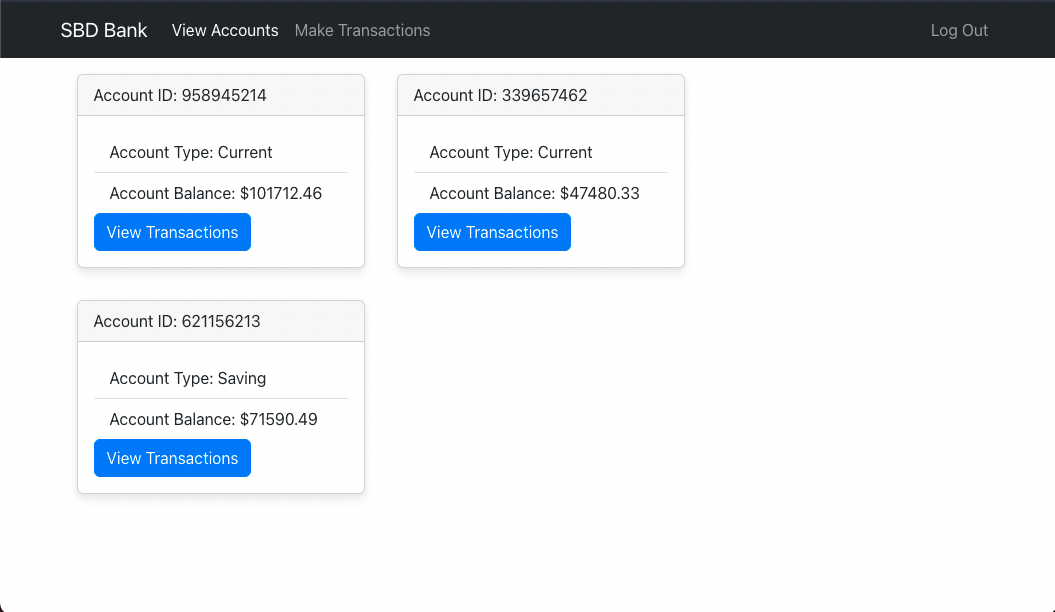 SBD Bank View Accounts Make Transactions Log Out
Account ID: 958945214
Account Type: Current
Account Balance: $101712.46
View Transactions
Account ID: 339657462
Account Type: Current
Account Balance: $47480.33
View Transactions
Account ID: 621156213
Account Type: Saving
Account Balance: $71590.49
View Transactions